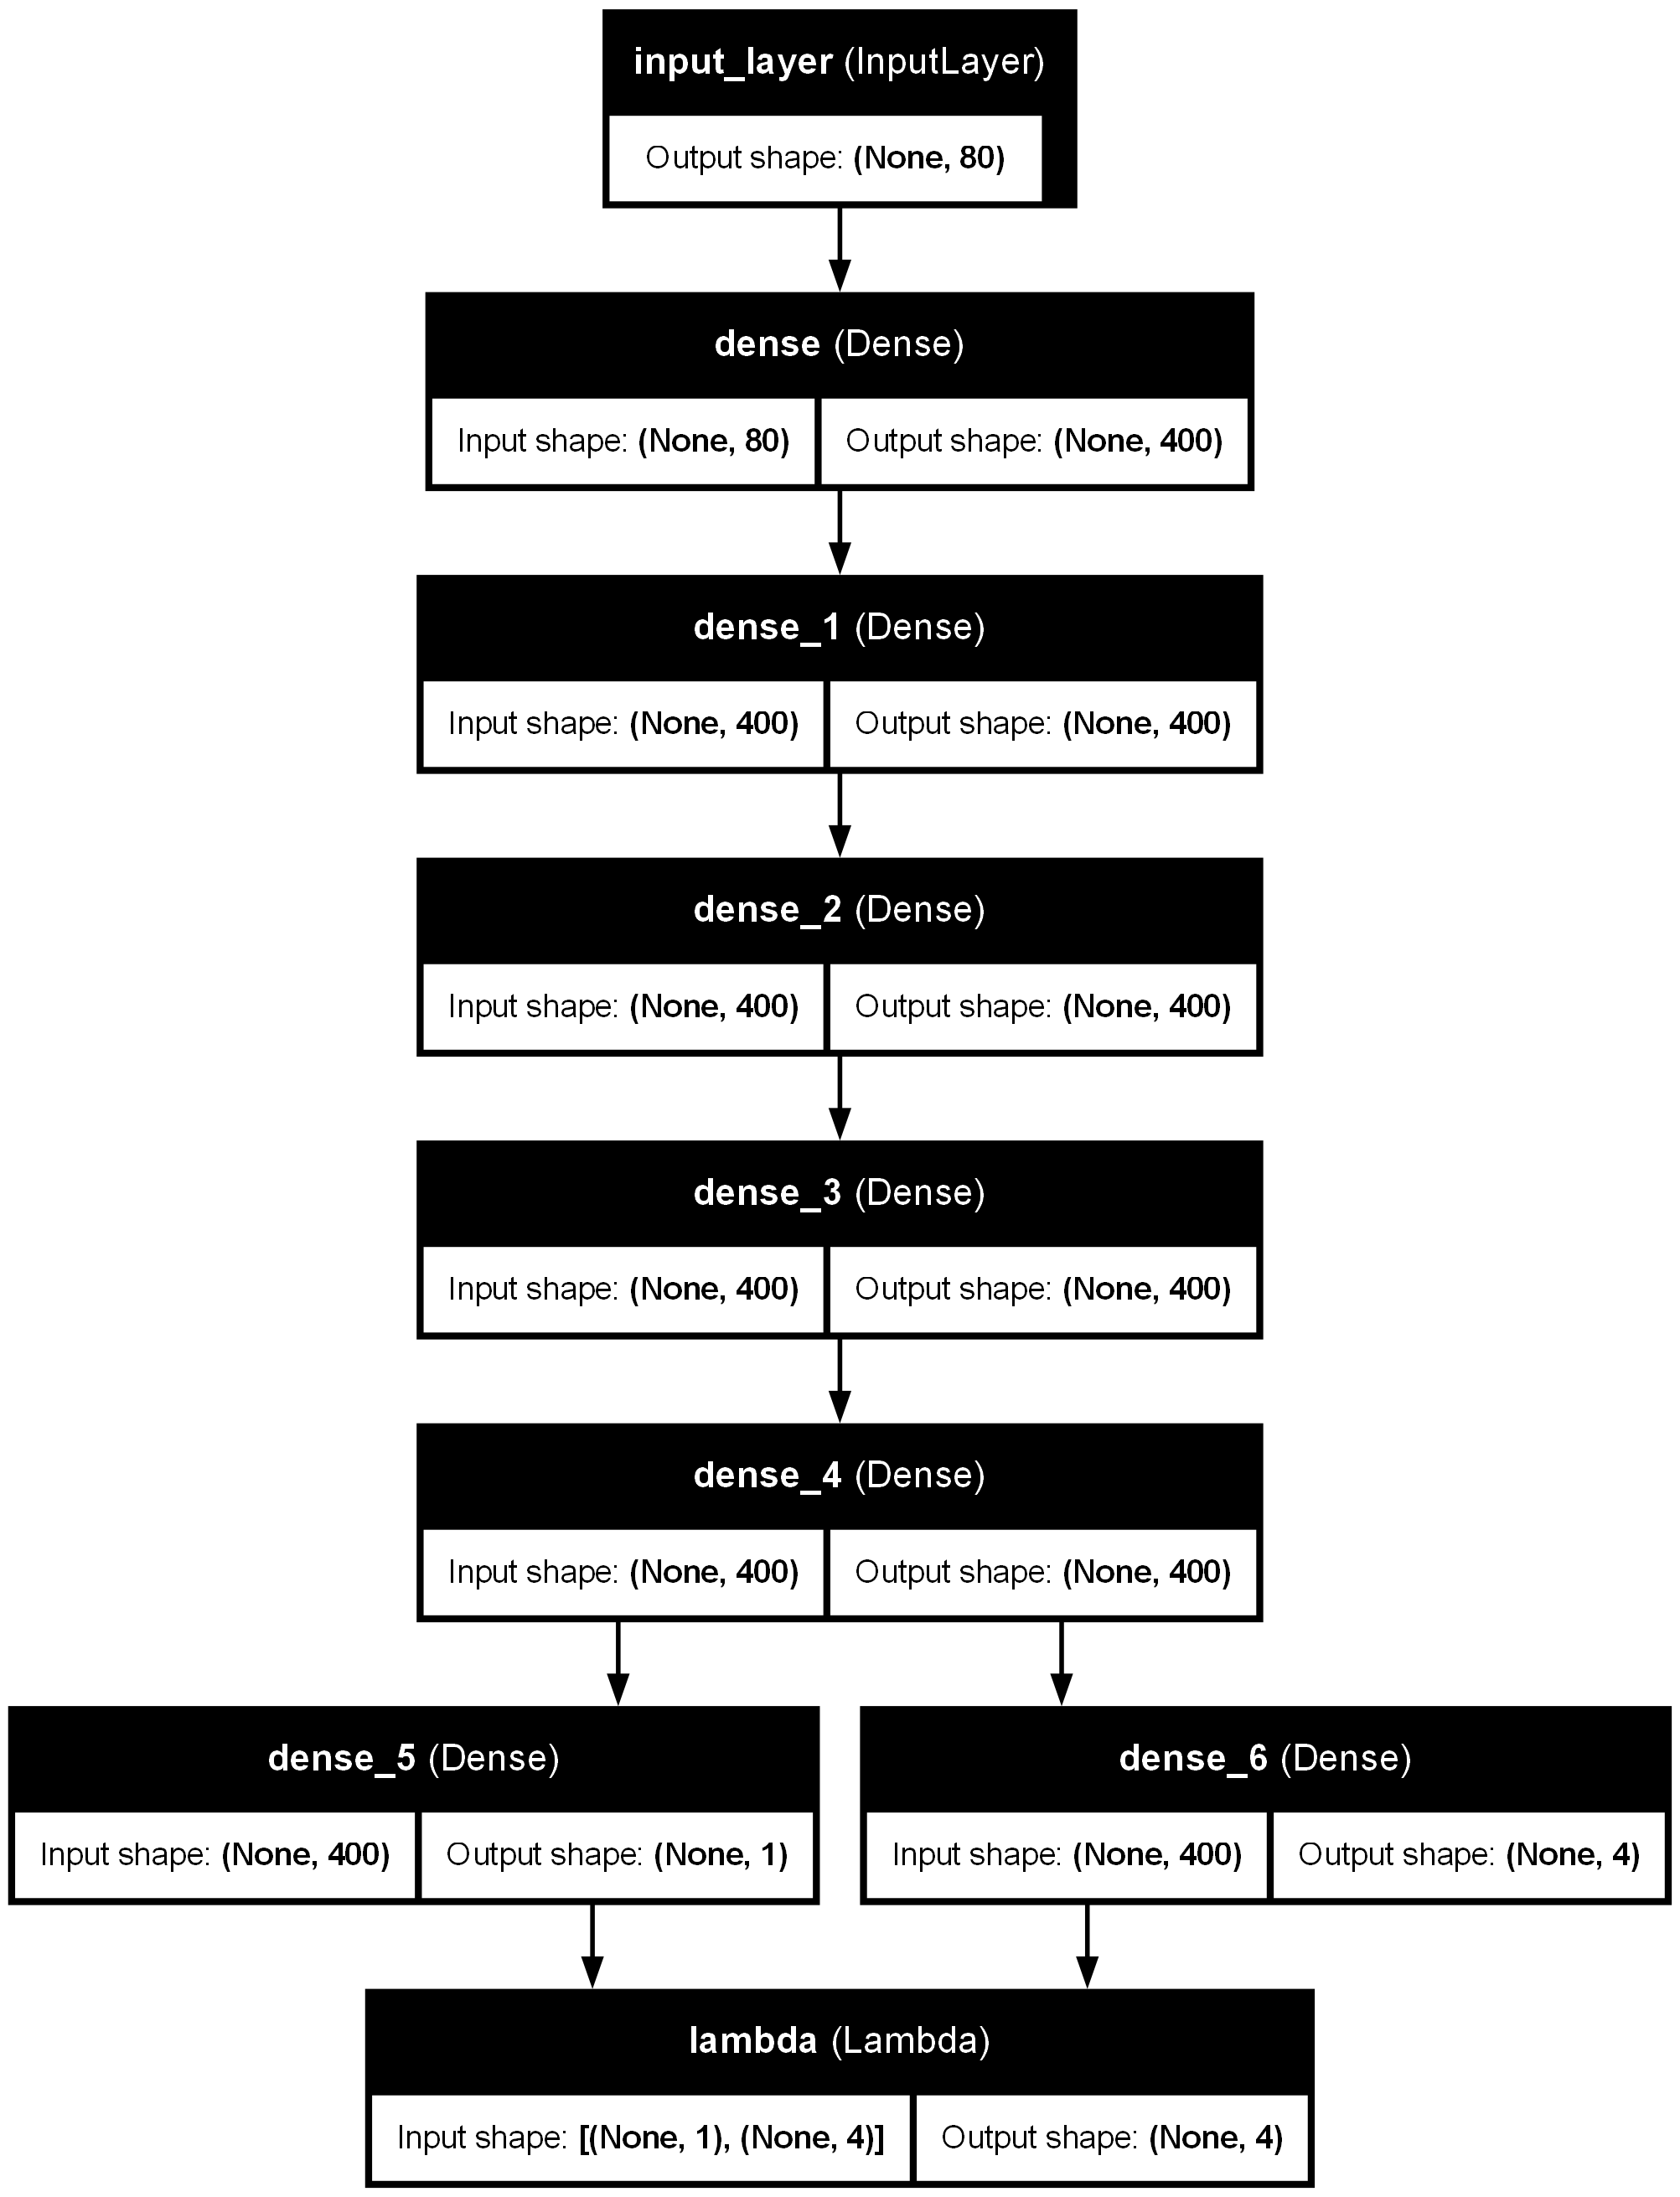 input_layer (InputLayer)
Output shape: (None, 80)
dense (Dense)
Input shape: (None, 80) Output shape: (None, 400)
dense_1 (Dense)
Input shape: (None, 400) Output shape: (None, 400)
dense_2 (Dense)
Input shape: (None, 400) Output shape: (None, 400)
dense_3 (Dense)
Input shape: (None, 400) Output shape: (None, 400)
dense_4 (Dense)
Input shape: (None, 400) Output shape: (None, 400)
dense_5 (Dense)
Input shape: (None, 400) Output shape: (None, 1)
dense_6 (Dense)
Input shape: (None, 400) Output shape: (None, 4)
lambda (Lambda)
Input shape: [(None, 1), (None, 4)] Output shape: (None, 4)